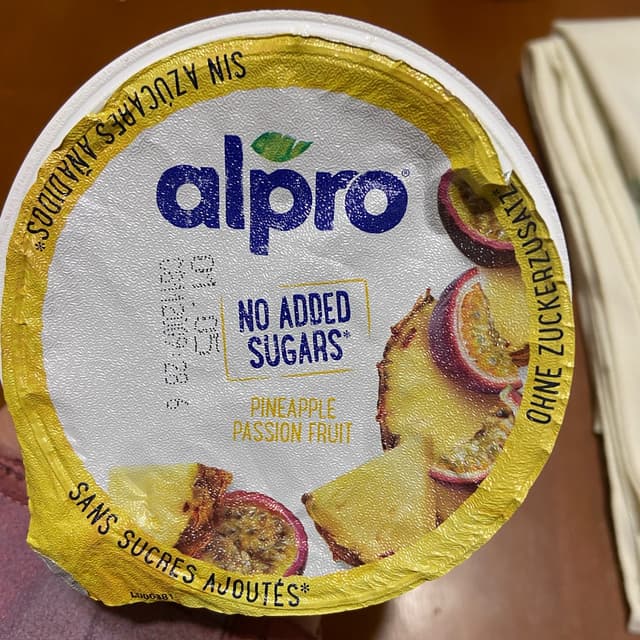 SIN AZÚCARES AÑADIDOS*
alpro®
NO ADDED
SUGARS*
PINEAPPLE
PASSION FRUIT
OHNE ZUCKERZUSATZ
SANS SUCRES AJOUTÉS*